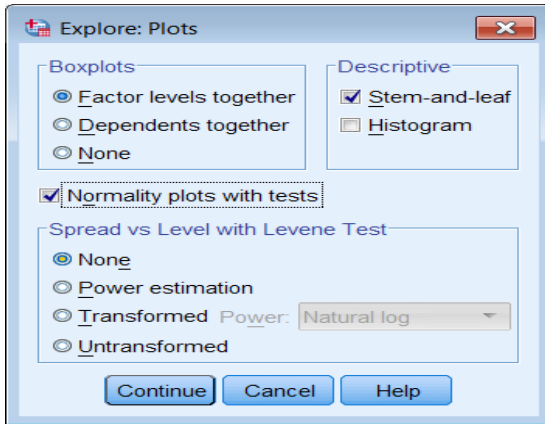 Explore: Plots
Boxplots
Factor levels together
Dependents together
None
Descriptive
Stem-and-leaf
Histogram
Normality plots with tests
Spread vs Level with Levene Test
None
Power estimation
Transformed Power: Natural log
Untransformed
Continue Cancel Help